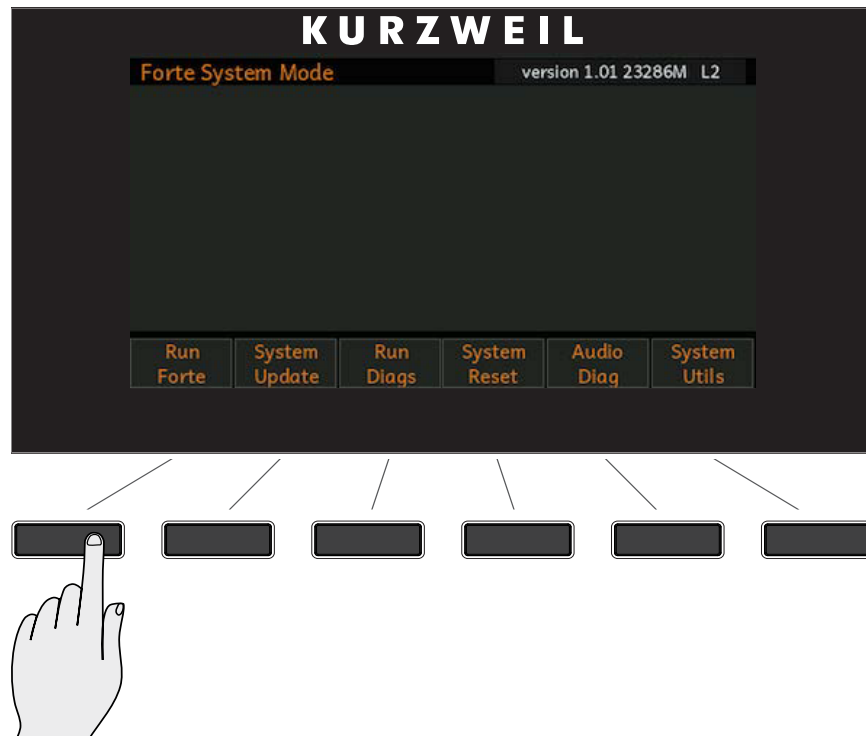 KURZWEIL
Forte System Mode version 1.01 23286M L2
Run System Run System Audio System
Forte Update Diags Reset Diag Utils